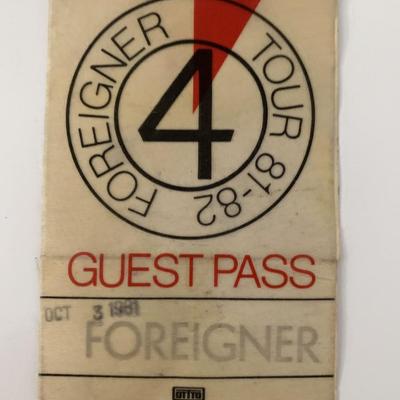 FOREIGNER TOUR 81-82
4
GUEST PASS
OCT 3 1981
FOREIGNER
OTTO